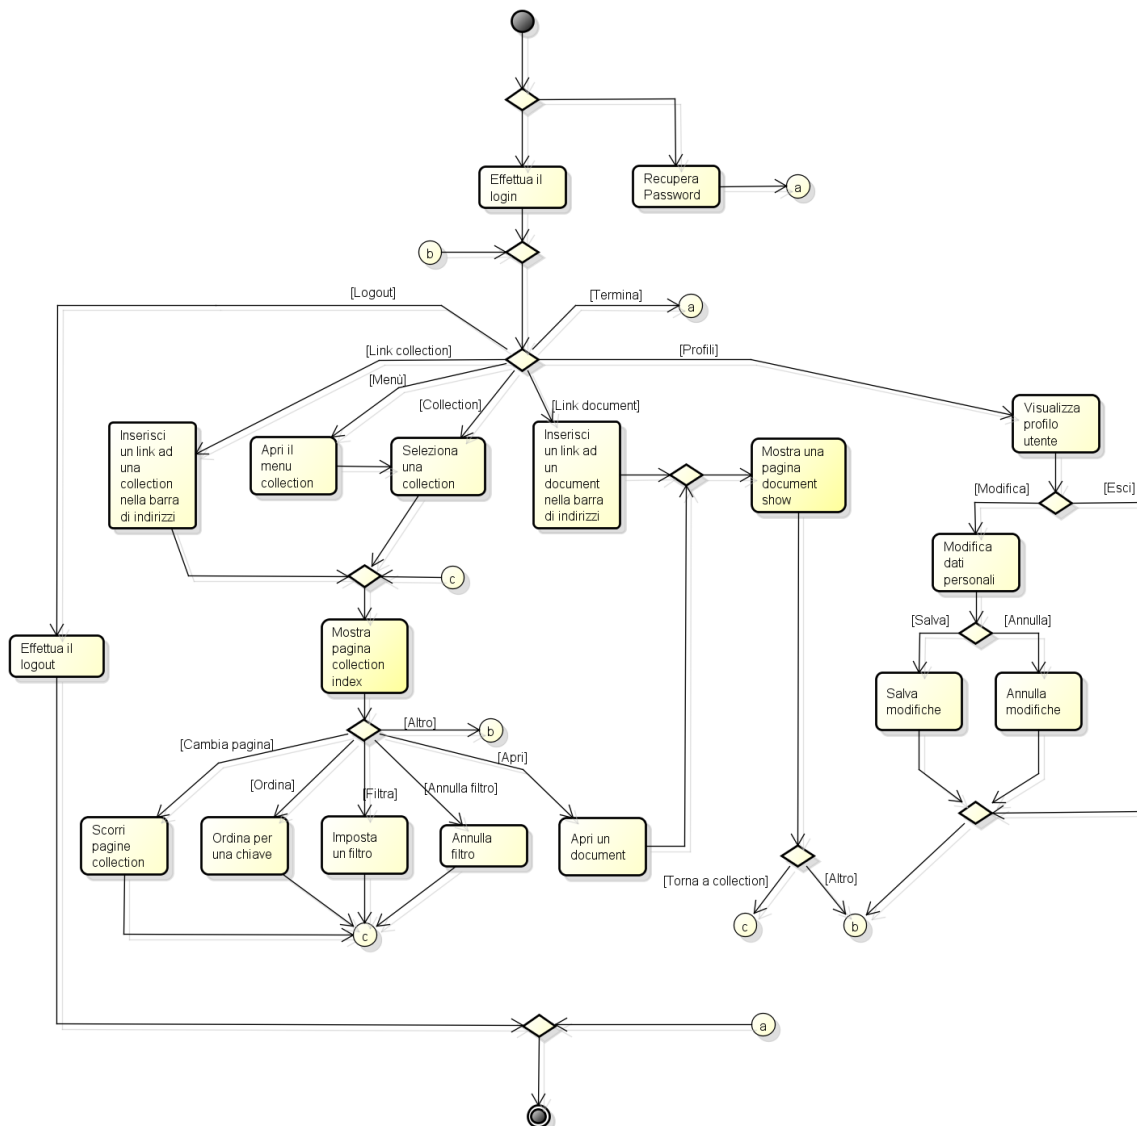 Effettua il
login
Recupera
Password
a
b
[Logout]
[Termina]
a
[Link collection]
[Profili]
[Menù]
[Collection]
[Link document]
Visualizza
profilo
utente
Inserisci
un link ad
una
collection
nella barra
di indirizzi
Apri il
menu
collection
Seleziona
una
collection
Inserisci
un link ad
un
document
nella barra
di indirizzi
Mostra una
pagina
document
show
[Modifica]
[Esci]
Modifica
dati
personali
c
[Salva]
[Annulla]
Effettua il
logout
Mostra
pagina
collection
index
Salva
modifiche
Annulla
modifiche
[Altro]
b
[Cambia pagina]
[Apri]
[Ordina]
[Filtra]
[Annulla filtro]
Scorri
pagine
collection
Ordina per
una chiave
Imposta
un filtro
Annulla
filtro
Apri un
document
[Torna a collection]
[Altro]
c
c
b
a